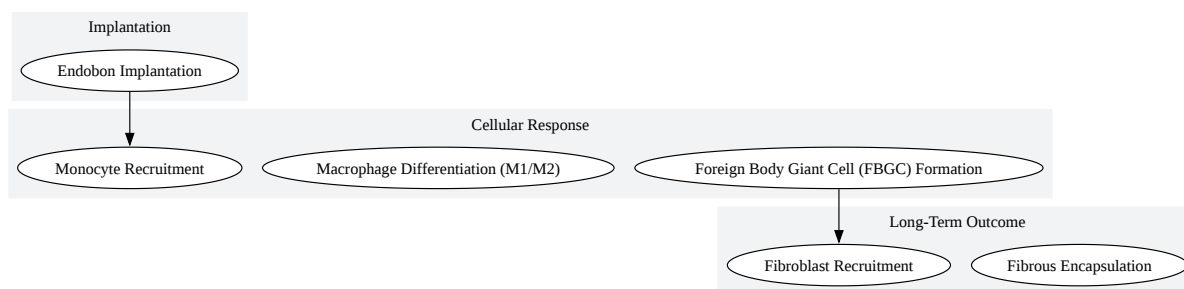 Implantation
Endobon Implantation
Cellular Response
Monocyte Recruitment
Macrophage Differentiation (M1/M2)
Foreign Body Giant Cell (FBGC) Formation
Long-Term Outcome
Fibroblast Recruitment
Fibrous Encapsulation